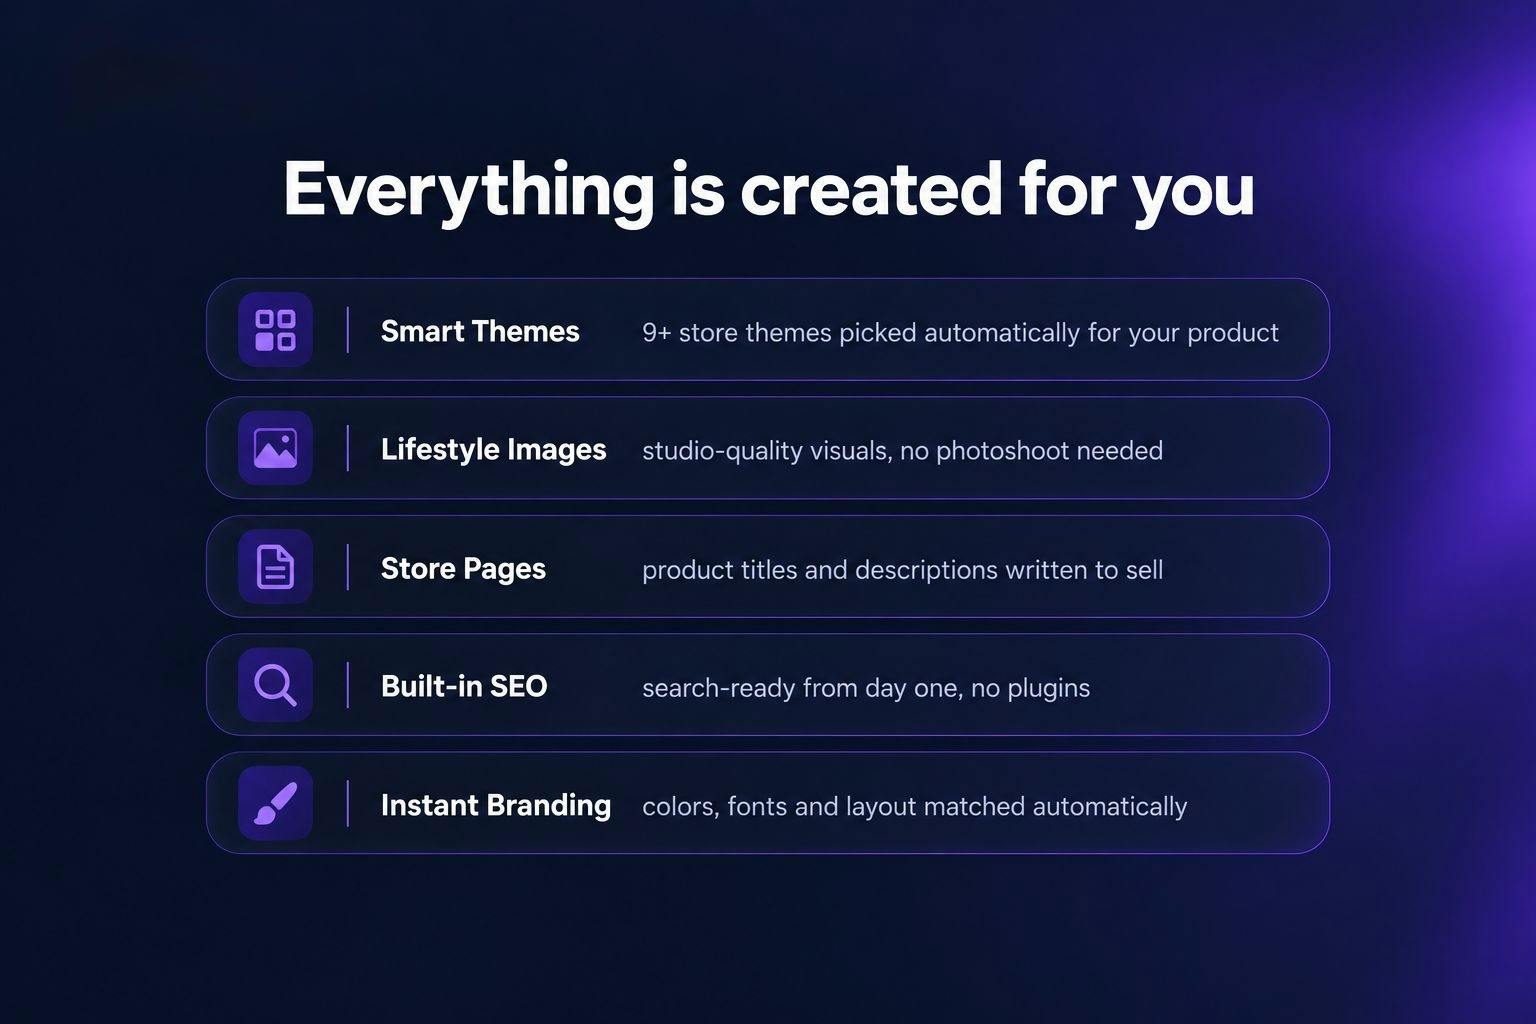 Everything is created for you
Smart Themes 9+ store themes picked automatically for your product
Lifestyle Images studio-quality visuals, no photoshoot needed
Store Pages product titles and descriptions written to sell
Built-in SEO search-ready from day one, no plugins
Instant Branding colors, fonts and layout matched automatically